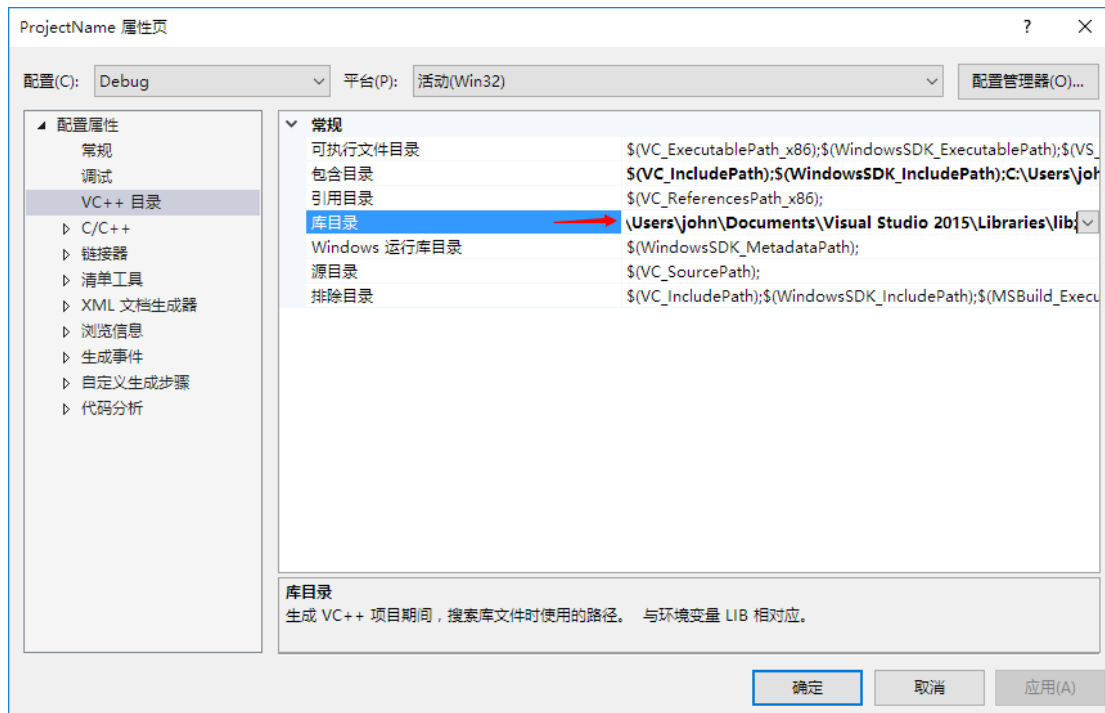 ProjectName 属性页
配置(C): Debug 平台(P): 活动(Win32) 配置管理器(O)...
配置属性
常规
调试
VC++ 目录
C/C++
链接器
清单工具
XML 文档生成器
浏览信息
生成事件
自定义生成步骤
代码分析
常规
可执行文件目录 $(VC_ExecutablePath_x86);$(WindowsSDK_ExecutablePath);$(VS_
包含目录 $(VC_IncludePath);$(WindowsSDK_IncludePath);C:\Users\joh
引用目录 $(VC_ReferencesPath_x86);
库目录 \Users\john\Documents\Visual Studio 2015\Libraries\lib;
Windows 运行库目录 $(WindowsSDK_MetadataPath);
源目录 $(VC_SourcePath);
排除目录 $(VC_IncludePath);$(WindowsSDK_IncludePath);$(MSBuild_Execu
库目录
生成 VC++ 项目期间，搜索库文件时使用的路径。 与环境变量 LIB 相对应。
确定 取消 应用(A)